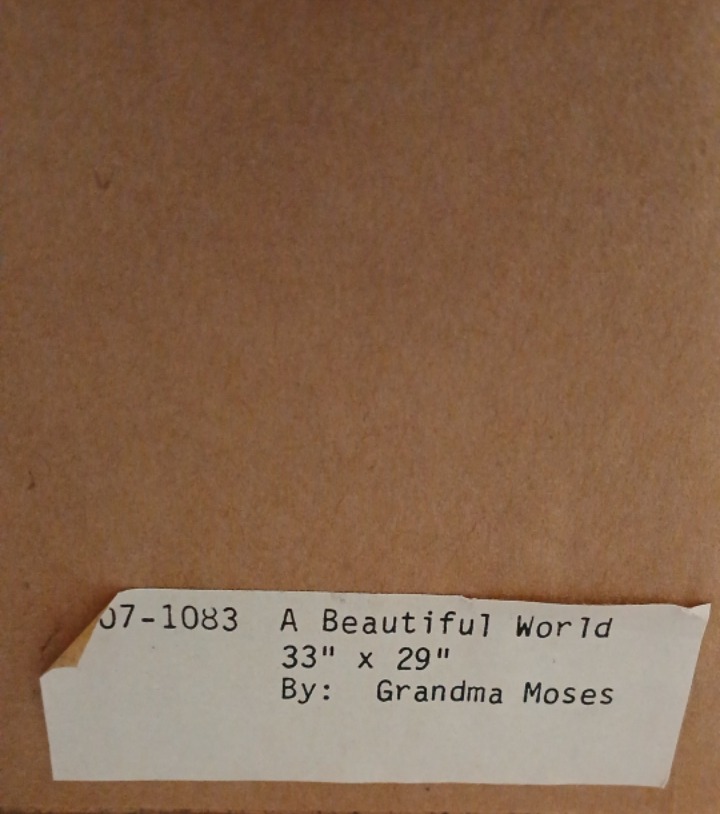 07-1083 A Beautiful World
33" x 29"
By: Grandma Moses